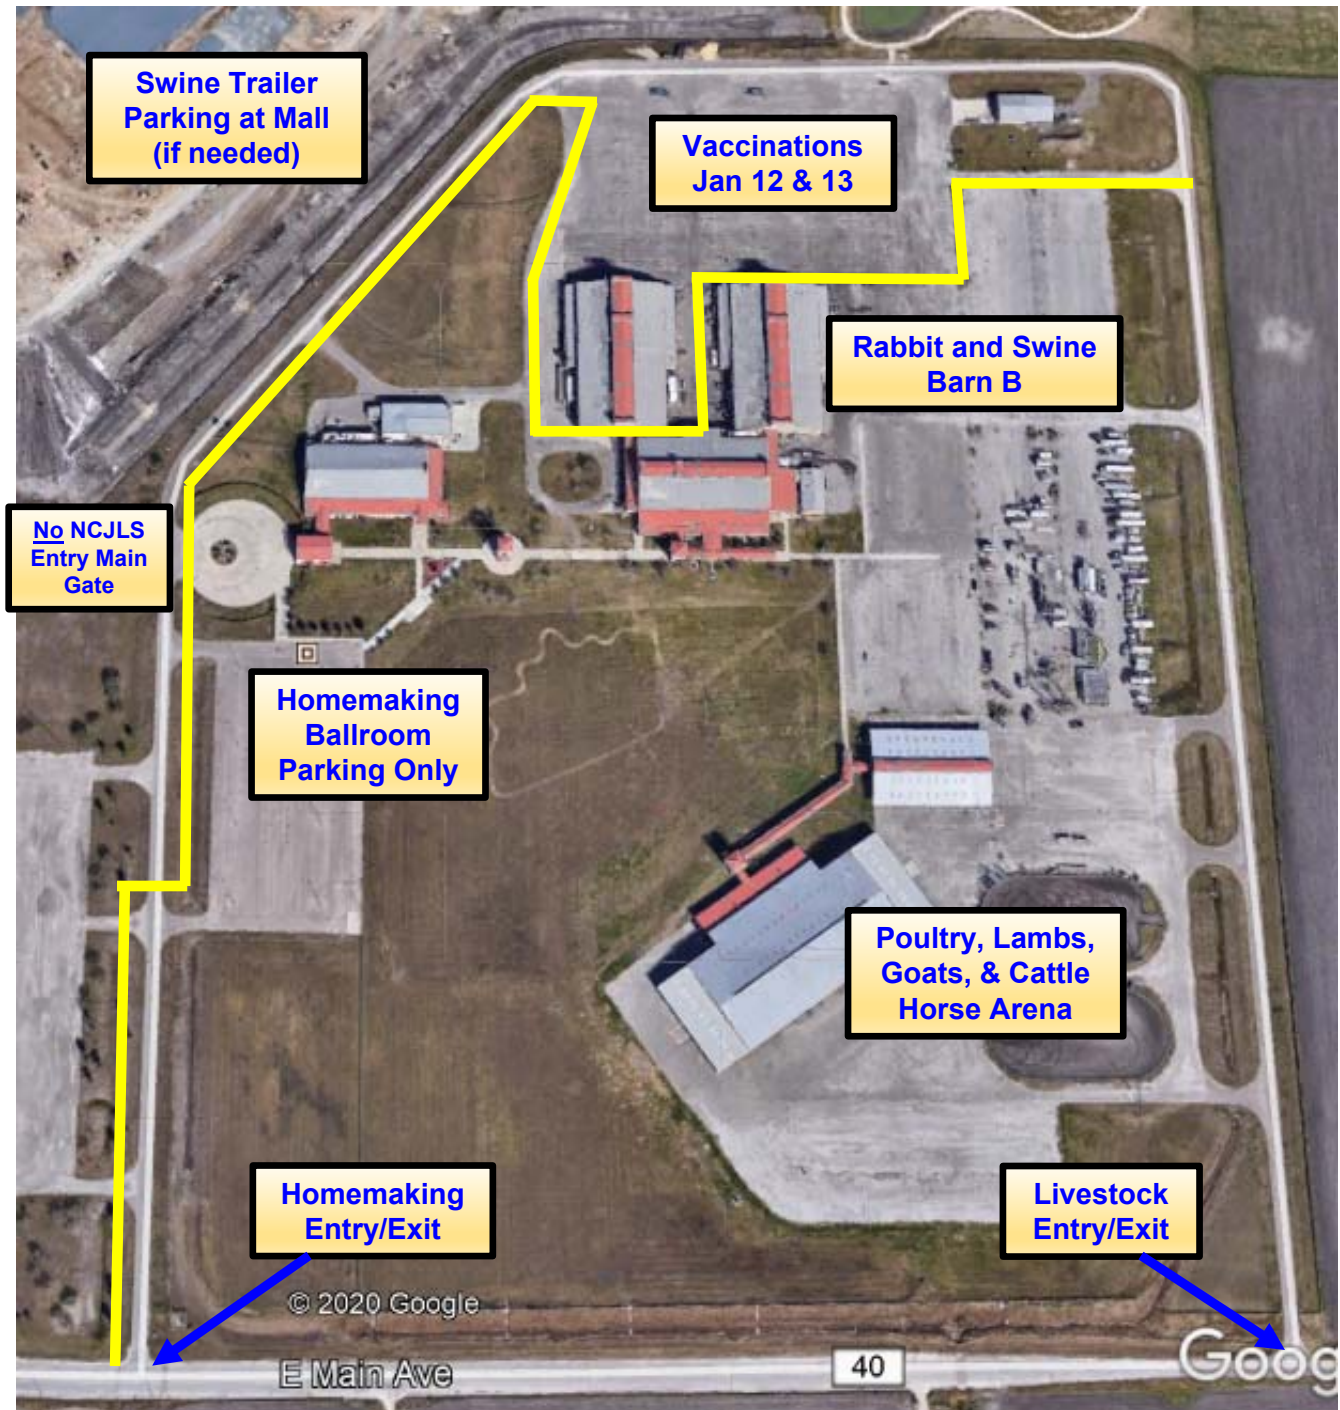 Swine Trailer
Parking at Mall
(if needed)
Vaccinations
Jan 12 & 13
Rabbit and Swine
Barn B
No NCJLS
Entry Main
Gate
Homemaking
Ballroom
Parking Only
Poultry, Lambs,
Goats, & Cattle
Horse Arena
Homemaking
Entry/Exit
Livestock
Entry/Exit
© 2020 Google
E Main Ave
40
Goog